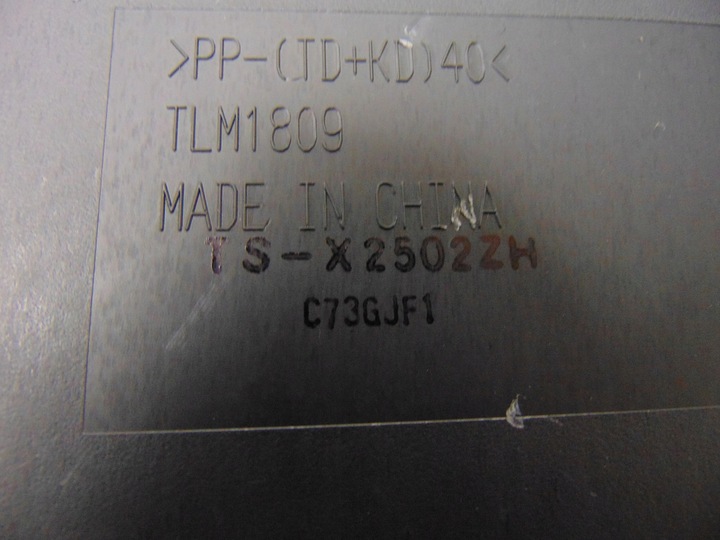 >PP-(TD+KD)40<
TLM1809
MADE IN CHINA
TS-X2502ZH
C73GJF1